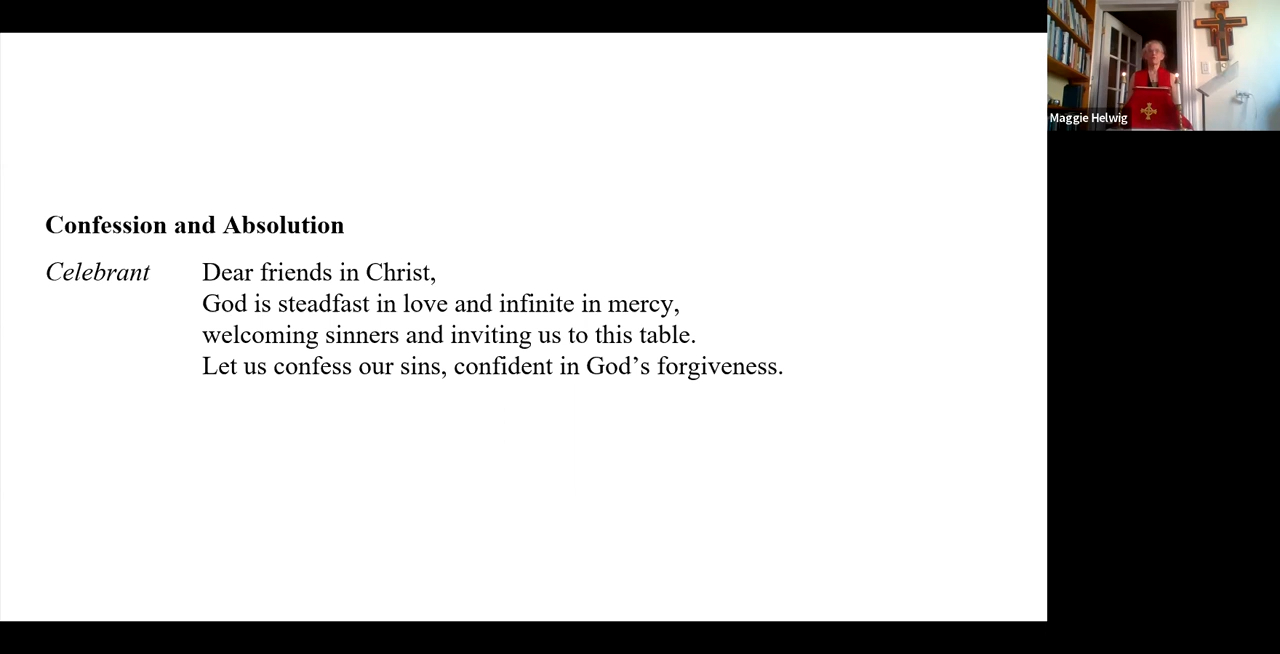 Confession and Absolution
Celebrant Dear friends in Christ,
God is steadfast in love and infinite in mercy,
welcoming sinners and inviting us to this table.
Let us confess our sins, confident in God’s forgiveness.
Maggie Helwig